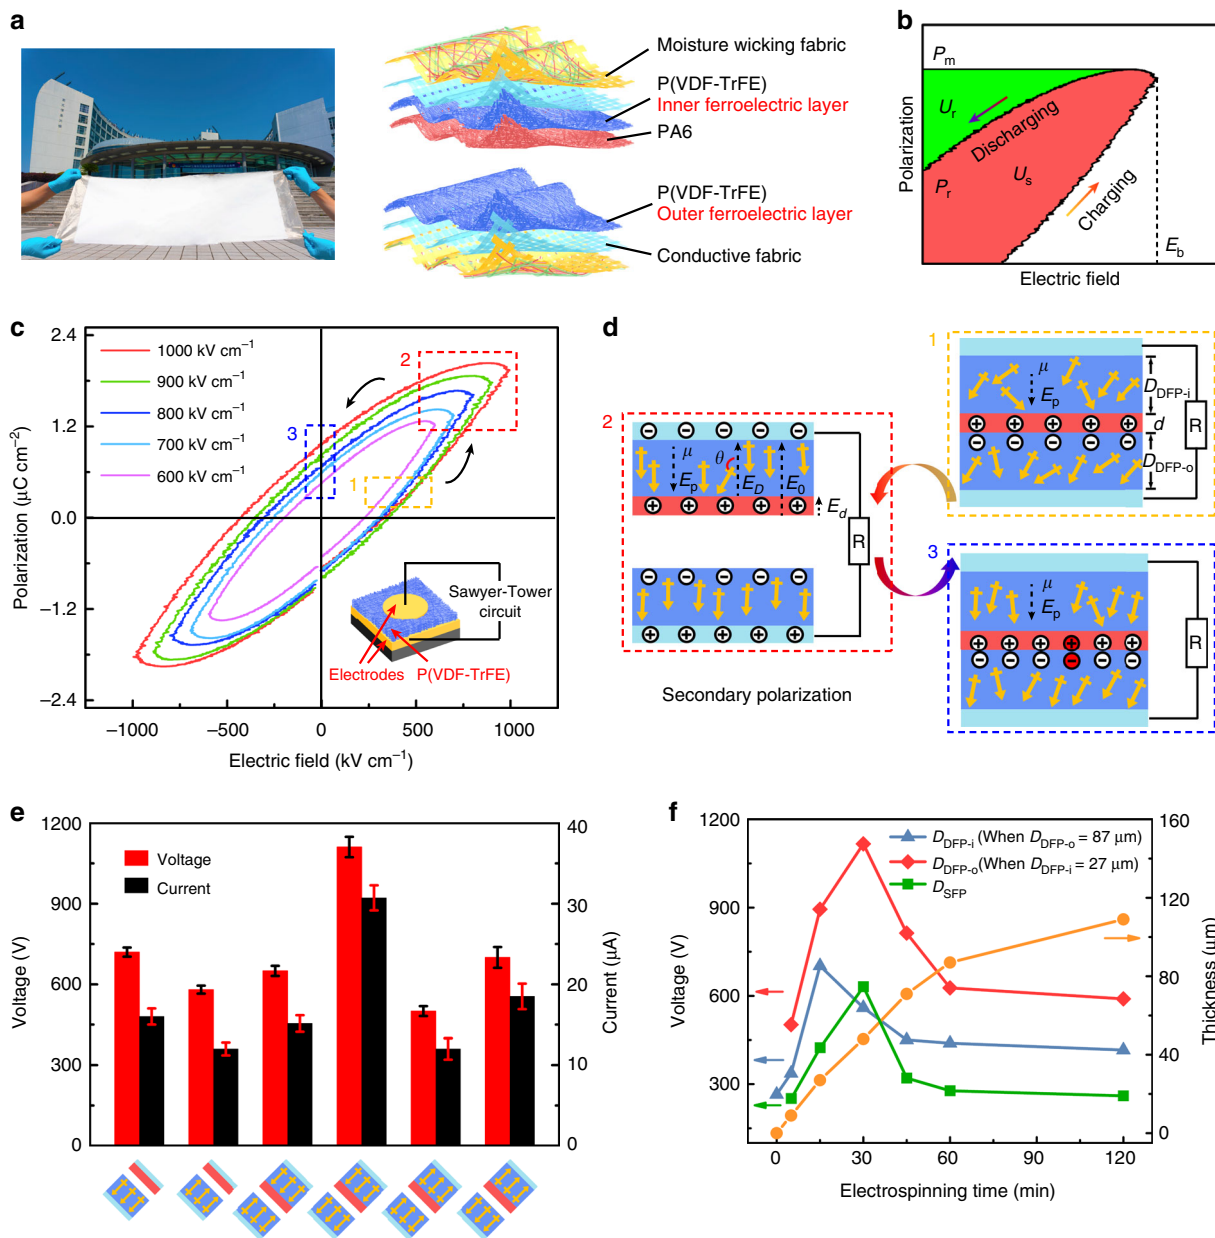 a
Moisture wicking fabric
P(VDF-TrFE)
Inner ferroelectric layer
PA6
P(VDF-TrFE)
Outer ferroelectric layer
Conductive fabric
b
Polarization
Pm
Ur
Discharging
Pr
Us
Charging
Eb
Electric field
c
2.4
1.2
0.0
−1.2
−2.4
Polarization (μC cm−2)
1000 kV cm−1
900 kV cm−1
800 kV cm−1
700 kV cm−1
600 kV cm−1
2
3
1
Sawyer-Tower
circuit
Electrodes
P(VDF-TrFE)
−1000
−500
0
500
1000
Electric field (kV cm−1)
d
1
μ
Ep
DDFP-i
d
DDFP-o
R
2
μ
Ep
θ
ED
E0
Ed
R
Secondary polarization
3
μ
Ep
R
e
1200
900
600
300
0
Voltage (V)
Voltage
Current
40
30
20
10
0
Current (μA)
f
1200
900
600
300
Voltage (V)
DDFP-i (When DDFP-o = 87 μm)
DDFP-o(When DDFP-i = 27 μm)
DSFP
160
120
80
40
0
Thickness (μm)
0
30
60
90
120
Electrospinning time (min)